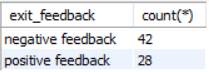 exit_feedback count(*)
negative feedback 42
positive feedback 28